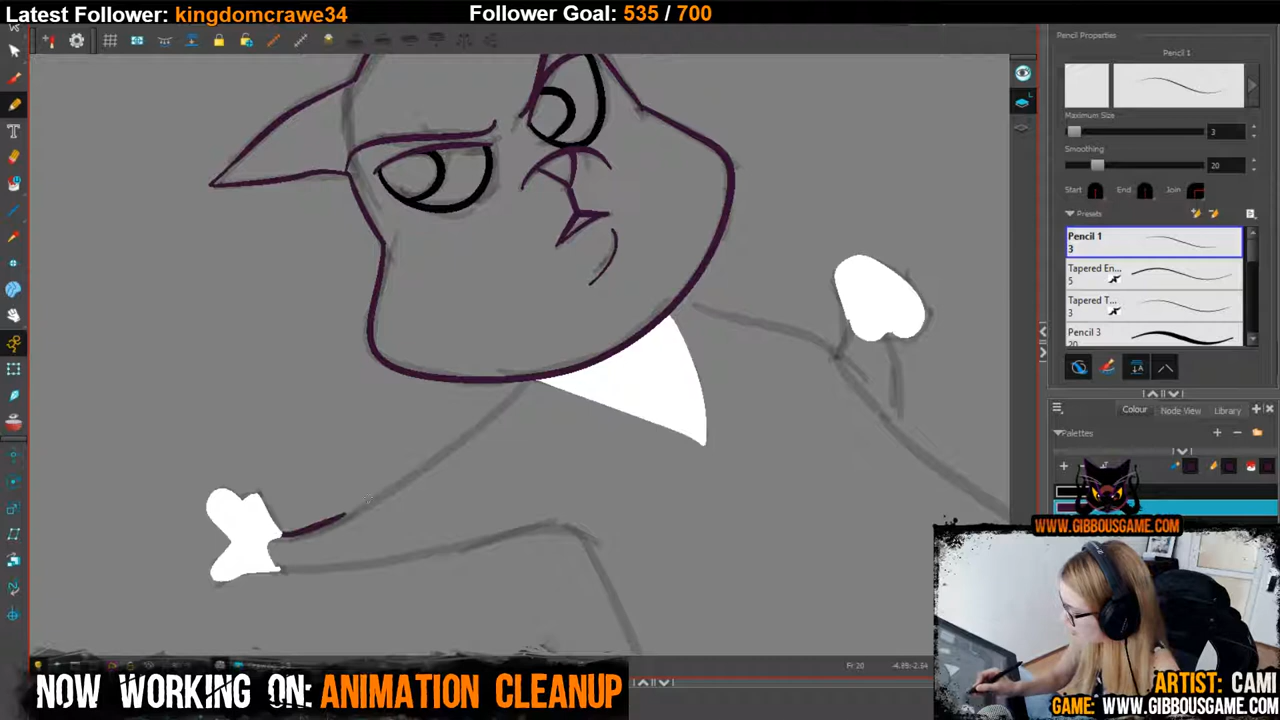 Latest Follower: kingdomcrawe34
Follower Goal: 535 / 700
Pencil Properties
Pencil 1
Maximum Size
3
Smoothing
20
Start
End
Join
Presets
Pencil 1
3
Tapered En...
5
Tapered T...
3
Pencil 3
20
Colour
Node View
Library
Palettes
Fr 20
WWW.GIBBOUSGAME.COM
NOW WORKING ON: ANIMATION CLEANUP
ARTIST: CAMI
GAME: WWW.GIBBOUSGAME.COM